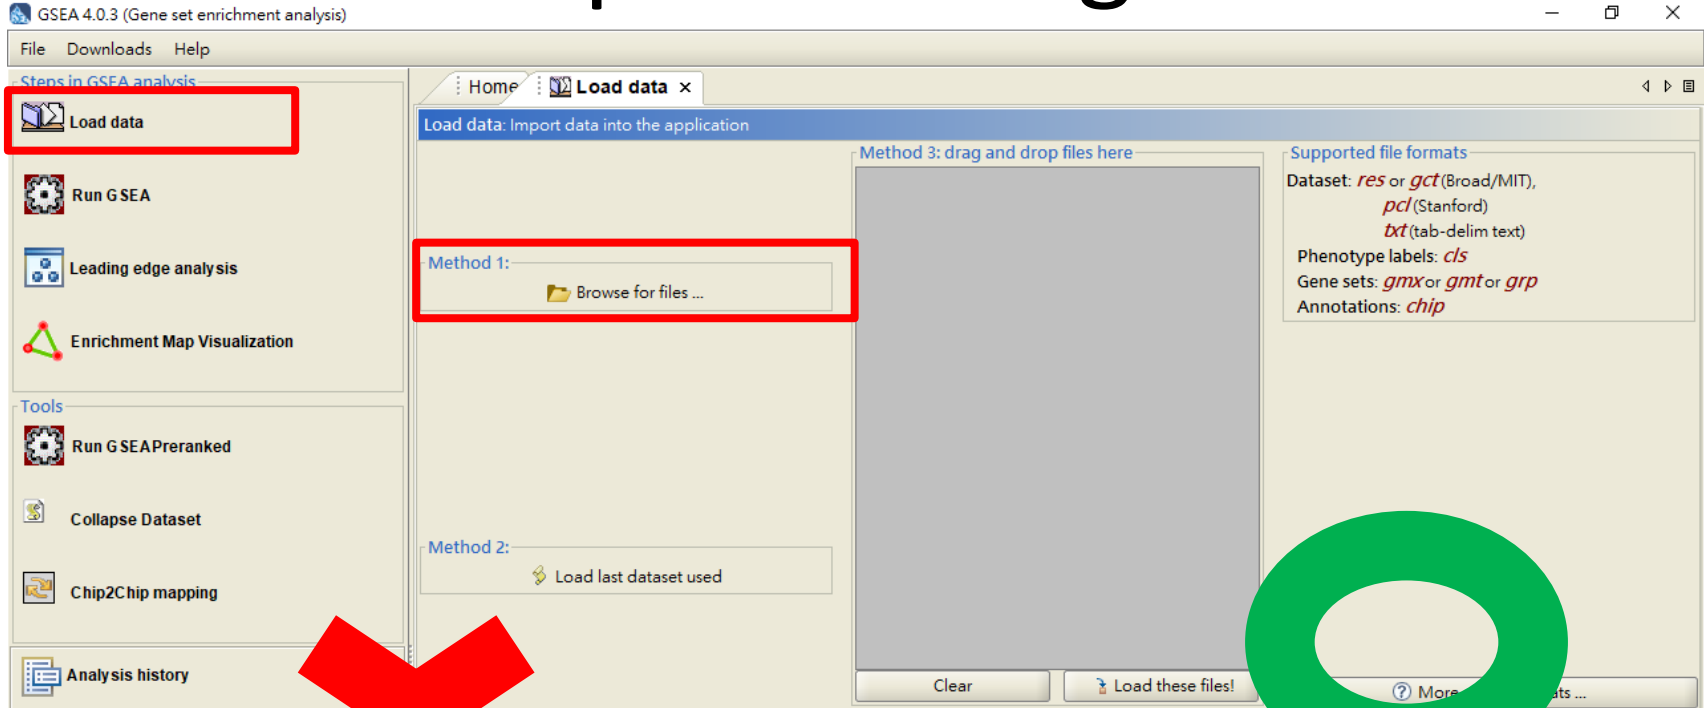 GSEA 4.0.3 (Gene set enrichment analysis)
File Downloads Help
Steps in GSEA analysis
Load data
Run GSEA
Leading edge analysis
Enrichment Map Visualization
Tools
Run GSEAPreranked
Collapse Dataset
Chip2Chip mapping
Analysis history
Home Load data
Load data: Import data into the application
Method 1:
Browse for files ...
Method 2:
Load last dataset used
Method 3: drag and drop files here
Clear Load these files!
Supported file formats
Dataset: res or gct (Broad/MIT),
pcl (Stanford)
txt (tab-delim text)
Phenotype labels: cls
Gene sets: gmx or gmt or grp
Annotations: chip
More